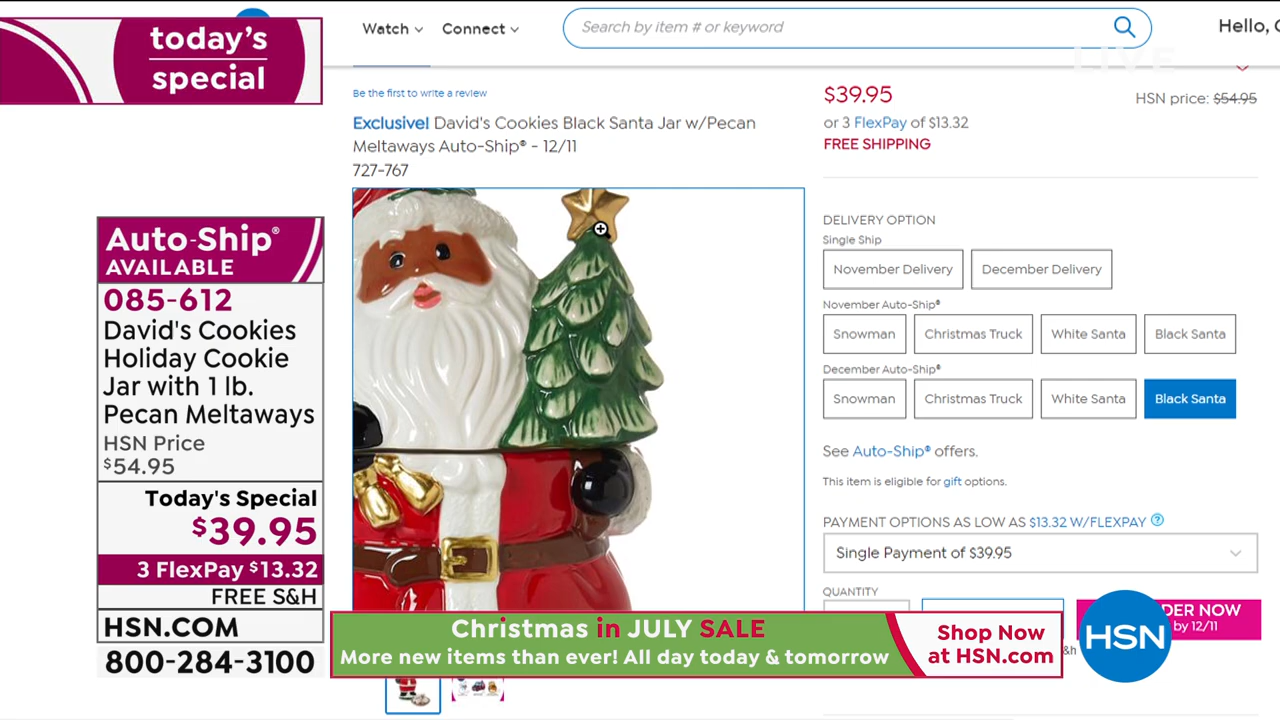 today's
special
Watch
Connect
Search by item # or keyword
Hello,
LIVE
Be the first to write a review
Exclusive! David's Cookies Black Santa Jar w/Pecan
Meltaways Auto-Ship® - 12/11
727-767
$39.95
HSN price: $54.95
or 3 FlexPay of $13.32
FREE SHIPPING
DELIVERY OPTION
Single Ship
November Delivery
December Delivery
November Auto-Ship®
Snowman
Christmas Truck
White Santa
Black Santa
December Auto-Ship®
Snowman
Christmas Truck
White Santa
Black Santa
See Auto-Ship® offers.
This item is eligible for gift options.
PAYMENT OPTIONS AS LOW AS $13.32 W/FLEXPAY ?
Single Payment of $39.95
QUANTITY
Auto-Ship®
AVAILABLE
085-612
David's Cookies
Holiday Cookie
Jar with 1 lb.
Pecan Meltaways
HSN Price
$54.95
Today's Special
$39.95
3 FlexPay $13.32
FREE S&H
HSN.COM
800-284-3100
Christmas in JULY SALE
More new items than ever! All day today & tomorrow
Shop Now
at HSN.com
HSN
DER NOW
by 12/11